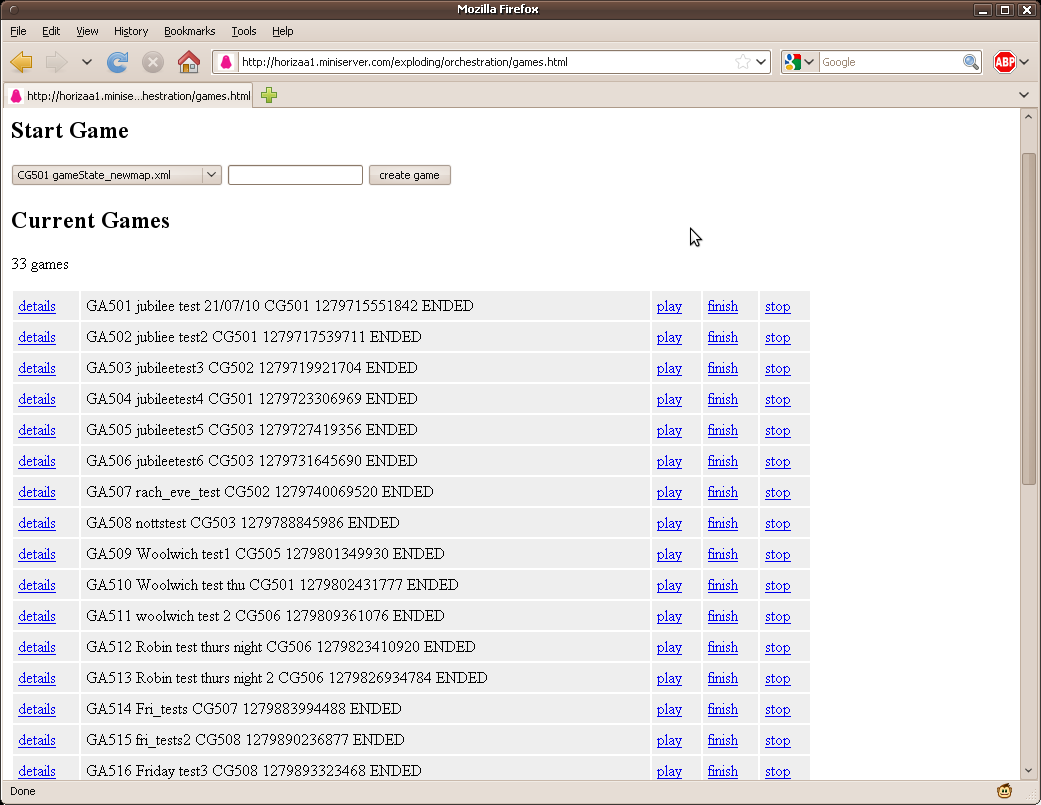 Mozilla Firefox
File Edit View History Bookmarks Tools Help
http://horizaa1.miniserver.com/exploding/orchestration/games.html Google ABP
http://horizaa1.minise...hestration/games.html
Start Game
CG501 gameState_newmap.xml create game
Current Games
33 games
details GA501 jubilee test 21/07/10 CG501 1279715551842 ENDED play finish stop
details GA502 jubliee test2 CG501 1279717539711 ENDED play finish stop
details GA503 jubileetest3 CG502 1279719921704 ENDED play finish stop
details GA504 jubileetest4 CG501 1279723306969 ENDED play finish stop
details GA505 jubileetest5 CG503 1279727419356 ENDED play finish stop
details GA506 jubileetest6 CG503 1279731645690 ENDED play finish stop
details GA507 rach_eve_test CG502 1279740069520 ENDED play finish stop
details GA508 nottstest CG503 1279788845986 ENDED play finish stop
details GA509 Woolwich test1 CG505 1279801349930 ENDED play finish stop
details GA510 Woolwich test thu CG501 1279802431777 ENDED play finish stop
details GA511 woolwich test 2 CG506 1279809361076 ENDED play finish stop
details GA512 Robin test thurs night CG506 1279823410920 ENDED play finish stop
details GA513 Robin test thurs night 2 CG506 1279826934784 ENDED play finish stop
details GA514 Fri_tests CG507 1279883994488 ENDED play finish stop
details GA515 fri_tests2 CG508 1279890236877 ENDED play finish stop
details GA516 Friday test3 CG508 1279893323468 ENDED play finish stop
Done